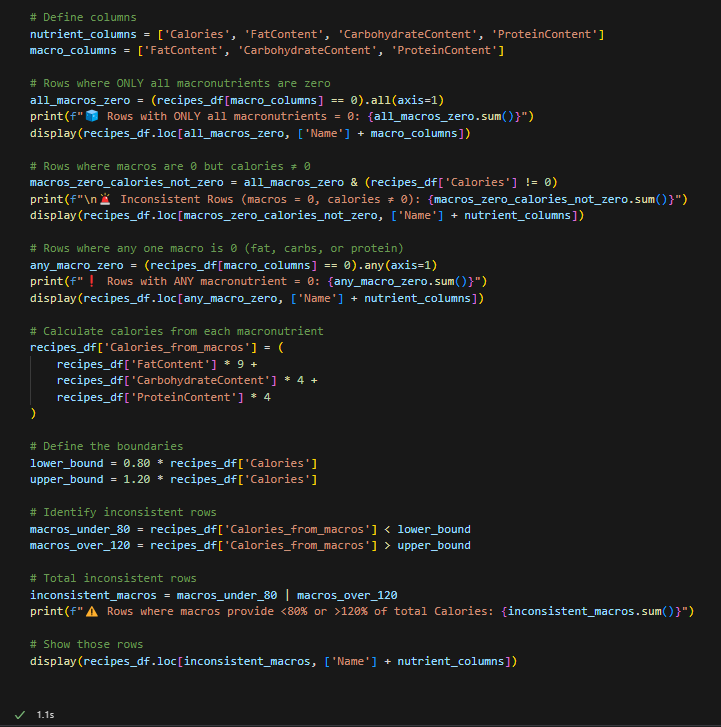 # Define columns
nutrient_columns = ['Calories', 'FatContent', 'CarbohydrateContent', 'ProteinContent']
macro_columns = ['FatContent', 'CarbohydrateContent', 'ProteinContent']
# Rows where ONLY all macronutrients are zero
all_macros_zero = (recipes_df[macro_columns] == 0).all(axis=1)
print(f"🧊 Rows with ONLY all macronutrients = 0: {all_macros_zero.sum()}")
display(recipes_df.loc[all_macros_zero, ['Name'] + macro_columns])
# Rows where macros are 0 but calories ≠ 0
macros_zero_calories_not_zero = all_macros_zero & (recipes_df['Calories'] != 0)
print(f"\n🚨 Inconsistent Rows (macros = 0, calories ≠ 0): {macros_zero_calories_not_zero.sum()}")
display(recipes_df.loc[macros_zero_calories_not_zero, ['Name'] + nutrient_columns])
# Rows where any one macro is 0 (fat, carbs, or protein)
any_macro_zero = (recipes_df[macro_columns] == 0).any(axis=1)
print(f"❗ Rows with ANY macronutrient = 0: {any_macro_zero.sum()}")
display(recipes_df.loc[any_macro_zero, ['Name'] + nutrient_columns])
# Calculate calories from each macronutrient
recipes_df['Calories_from_macros'] = (
    recipes_df['FatContent'] * 9 +
    recipes_df['CarbohydrateContent'] * 4 +
    recipes_df['ProteinContent'] * 4
)
# Define the boundaries
lower_bound = 0.80 * recipes_df['Calories']
upper_bound = 1.20 * recipes_df['Calories']
# Identify inconsistent rows
macros_under_80 = recipes_df['Calories_from_macros'] < lower_bound
macros_over_120 = recipes_df['Calories_from_macros'] > upper_bound
# Total inconsistent rows
inconsistent_macros = macros_under_80 | macros_over_120
print(f"⚠️ Rows where macros provide <80% or >120% of total Calories: {inconsistent_macros.sum()}")
# Show those rows
display(recipes_df.loc[inconsistent_macros, ['Name'] + nutrient_columns])
1.1s